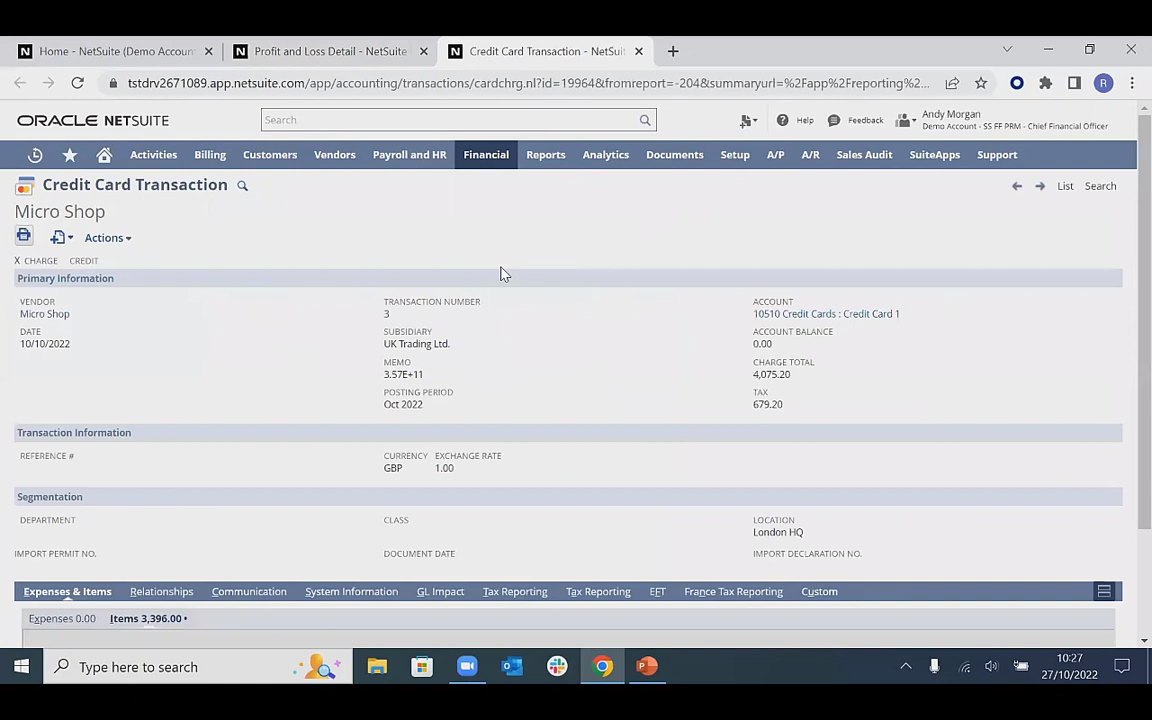 Home - NetSuite (Demo Accoun
Profit and Loss Detail - NetSuite
Credit Card Transaction - NetSui
tstdrv2671089.app.netsuite.com/app/accounting/transactions/cardchrg.nl?id=19964&fromreport=-204&summaryurl=%2Fapp%2Freporting%2...
R
ORACLE NETSUITE
Search
Help
Feedback
Andy Morgan
Demo Account - SS FF PRM - Chief Financial Officer
Activities Billing Customers Vendors Payroll and HR Financial Reports Analytics Documents Setup A/P A/R Sales Audit SuiteApps Support
Credit Card Transaction
List Search
Micro Shop
Actions
X CHARGE CREDIT
Primary Information
VENDOR
Micro Shop
DATE
10/10/2022
TRANSACTION NUMBER
3
SUBSIDIARY
UK Trading Ltd.
MEMO
3.57E+11
POSTING PERIOD
Oct 2022
ACCOUNT
10510 Credit Cards : Credit Card 1
ACCOUNT BALANCE
0.00
CHARGE TOTAL
4,075.20
TAX
679.20
Transaction Information
REFERENCE #
CURRENCY EXCHANGE RATE
GBP 1.00
Segmentation
DEPARTMENT
CLASS
LOCATION
London HQ
IMPORT PERMIT NO.
DOCUMENT DATE
IMPORT DECLARATION NO.
Expenses & Items Relationships Communication System Information GL Impact Tax Reporting Tax Reporting EFT France Tax Reporting Custom
Expenses 0.00 Items 3,396.00 •
Type here to search
10:27
27/10/2022